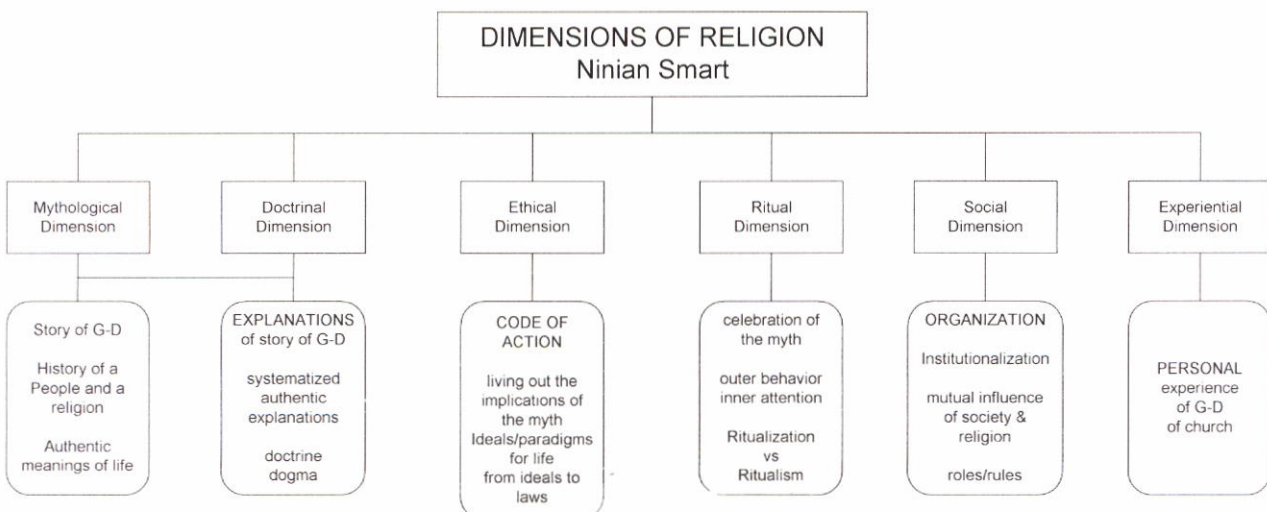 DIMENSIONS OF RELIGION
Ninian Smart
Mythological
Dimension
Doctrinal
Dimension
Ethical
Dimension
Ritual
Dimension
Social
Dimension
Experiential
Dimension
Story of G-D
History of a
People and a
religion
Authentic
meanings of life
EXPLANATIONS
of story of G-D
systematized
authentic
explanations
doctrine
dogma
CODE OF
ACTION
living out the
implications of
the myth
Ideals/paradigms
for life
from ideals to
laws
celebration of
the myth
outer behavior
inner attention
Ritualization
vs
Ritualism
ORGANIZATION
Institutionalization
mutual influence
of society &
religion
roles/rules
PERSONAL
experience
of G-D
of church